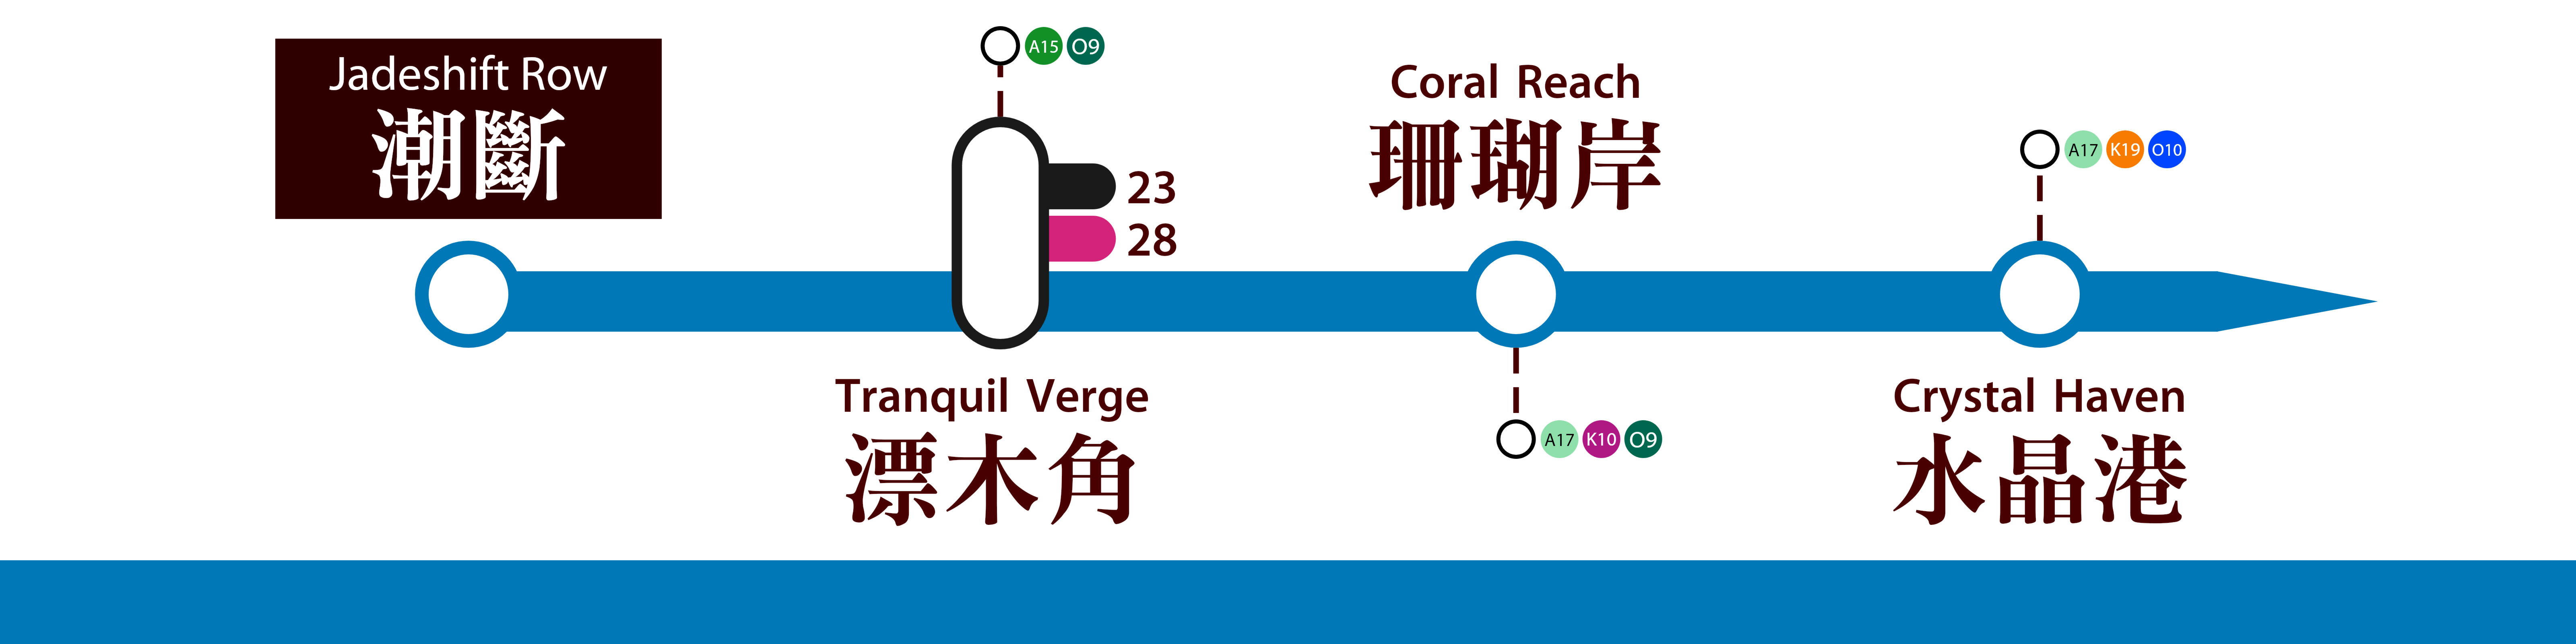 Jadeshift Row
潮斷
A15 O9
23
28
Tranquil Verge
漂木角
Coral Reach
珊瑚岸
A17 K10 O9
A17 K19 O10
Crystal Haven
水晶港